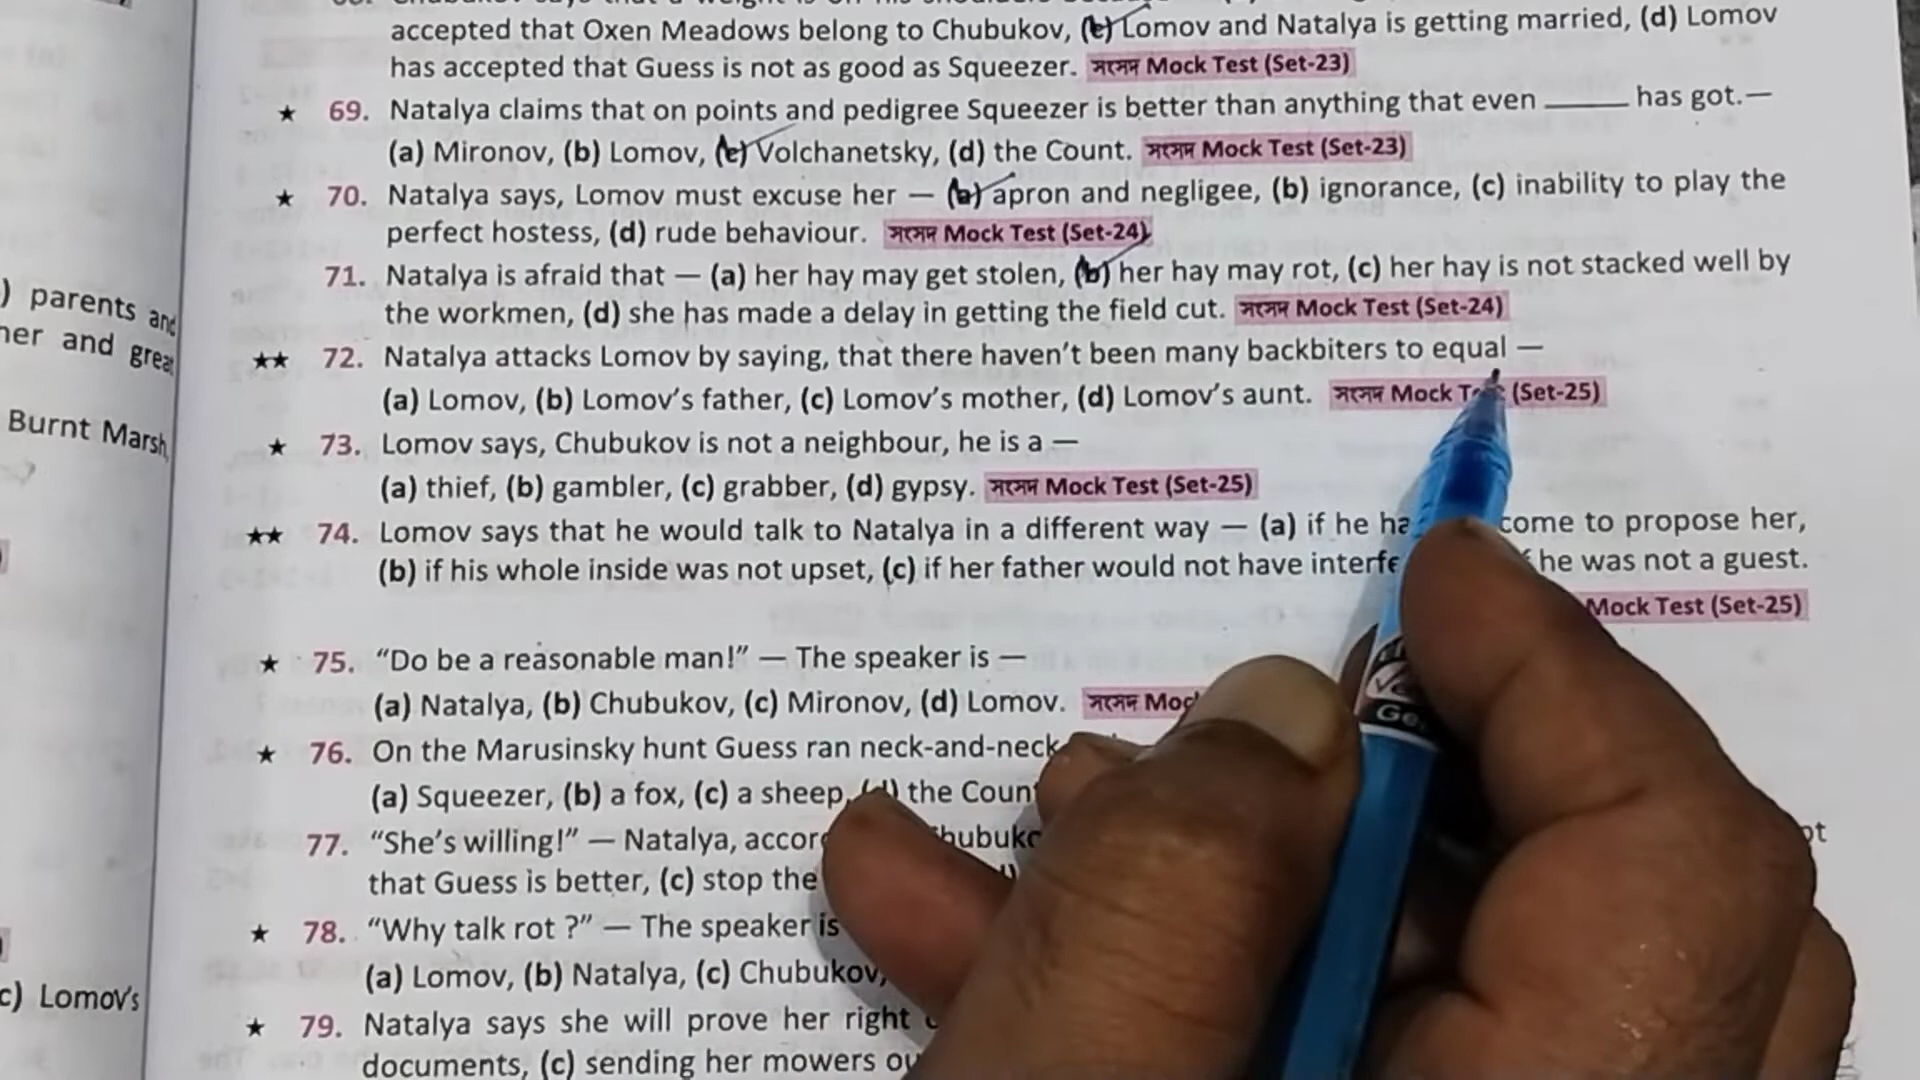 accepted that Oxen Meadows belong to Chubukov, (c) Lomov and Natalya is getting married, (d) Lomov
has accepted that Guess is not as good as Squeezer. সংসদ Mock Test (Set-23)
★ 69. Natalya claims that on points and pedigree Squeezer is better than anything that even _____ has got.—
(a) Mironov, (b) Lomov, (c) Volchanetsky, (d) the Count. সংসদ Mock Test (Set-23)
★ 70. Natalya says, Lomov must excuse her — (a) apron and negligee, (b) ignorance, (c) inability to play the
perfect hostess, (d) rude behaviour. সংসদ Mock Test (Set-24)
71. Natalya is afraid that — (a) her hay may get stolen, (b) her hay may rot, (c) her hay is not stacked well by
the workmen, (d) she has made a delay in getting the field cut. সংসদ Mock Test (Set-24)
★★ 72. Natalya attacks Lomov by saying, that there haven't been many backbiters to equal —
(a) Lomov, (b) Lomov's father, (c) Lomov's mother, (d) Lomov's aunt. সংসদ Mock (Set-25)
★ 73. Lomov says, Chubukov is not a neighbour, he is a —
(a) thief, (b) gambler, (c) grabber, (d) gypsy. সংসদ Mock Test (Set-25)
★★ 74. Lomov says that he would talk to Natalya in a different way — (a) if he come to propose her,
(b) if his whole inside was not upset, (c) if her father would not have he was not a guest.
Mock Test (Set-25)
★ 75. "Do be a reasonable man!" — The speaker is —
(a) Natalya, (b) Chubukov, (c) Mironov, (d) Lomov. সংসদ
★ 76. On the Marusinsky hunt Guess ran neck-and-neck
(a) Squeezer, (b) a fox, (c) a sheep, the
77. "She's willing!" — Natalya,
that Guess is better, (c) stop the
★ 78. "Why talk rot ?" — The speaker is
(a) Lomov, (b) Natalya, (c) Chubukov,
★ 79. Natalya says she will prove her right
documents, (c) sending her mowers
) parents and
and great
Burnt Marsh,
c) Lomov's